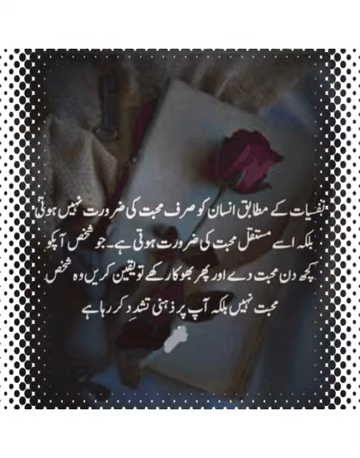 نفسیات کے مطابق انسان کو صرف محبت کی ضرورت نہیں ہوتی
بلکہ اسے مستقل محبت کی ضرورت ہوتی ہے۔ جو شخص آپکو
کچھ دن محبت دے اور پھر بھوکا رکھے تو یقین کریں وہ شخص
محبت نہیں بلکہ آپ پر ذہنی تشدد کر رہا ہے